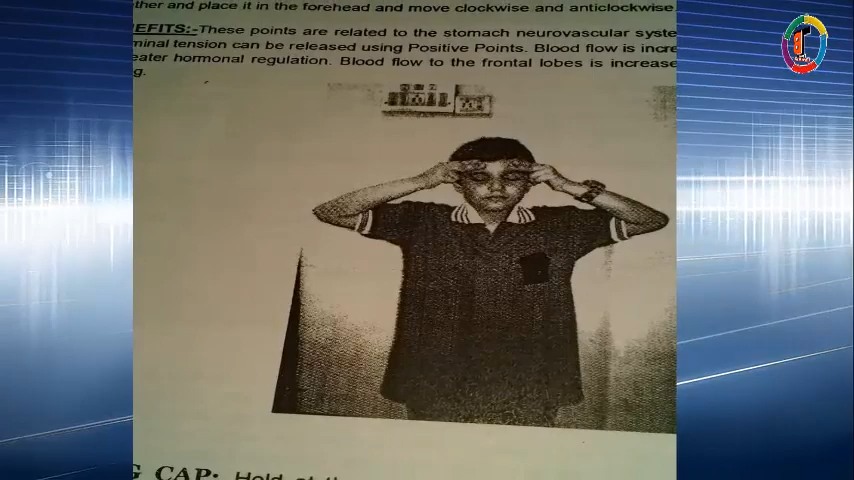 ther and place it in the forehead and move clockwise and anticlockwise
EFITS:-These points are related to the stomach neurovascular syste
minal tension can be released using Positive Points. Blood flow is incre
eater hormonal regulation. Blood flow to the frontal lobes is increase
g.
G CAP: Hold